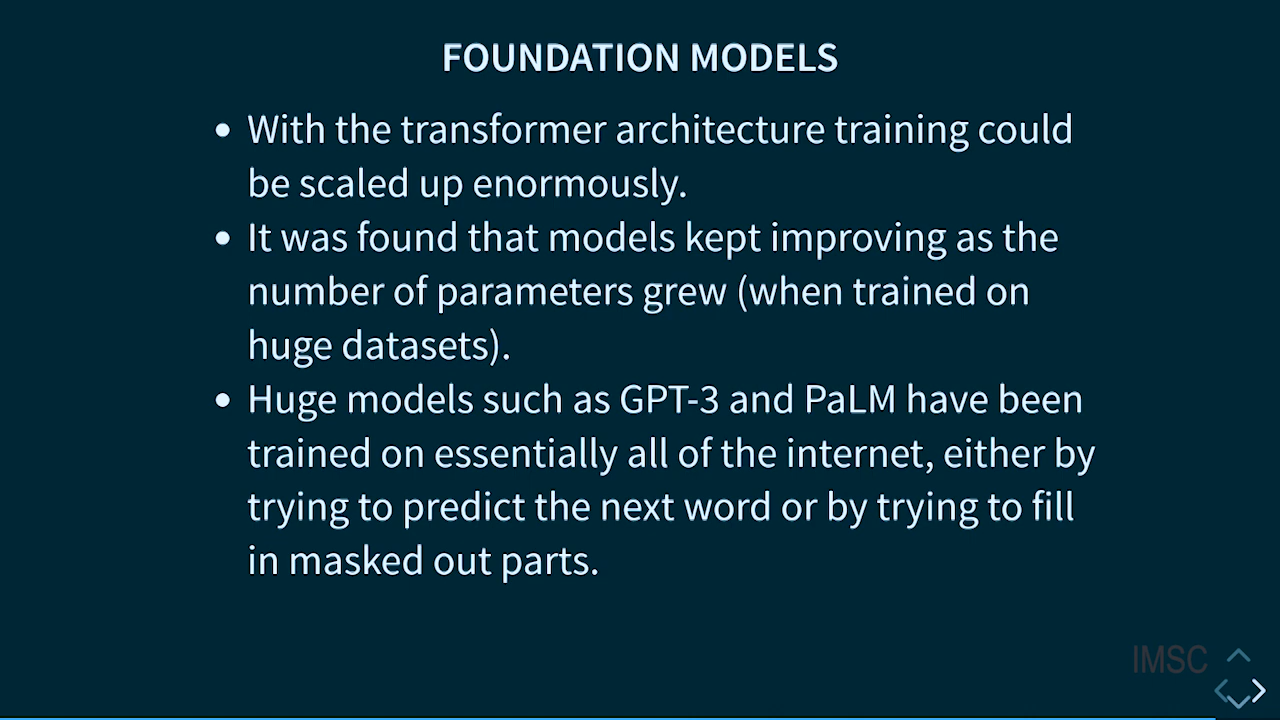 FOUNDATION MODELS
• With the transformer architecture training could
be scaled up enormously.
• It was found that models kept improving as the
number of parameters grew (when trained on
huge datasets).
• Huge models such as GPT-3 and PaLM have been
trained on essentially all of the internet, either by
trying to predict the next word or by trying to fill
in masked out parts.
IMSC